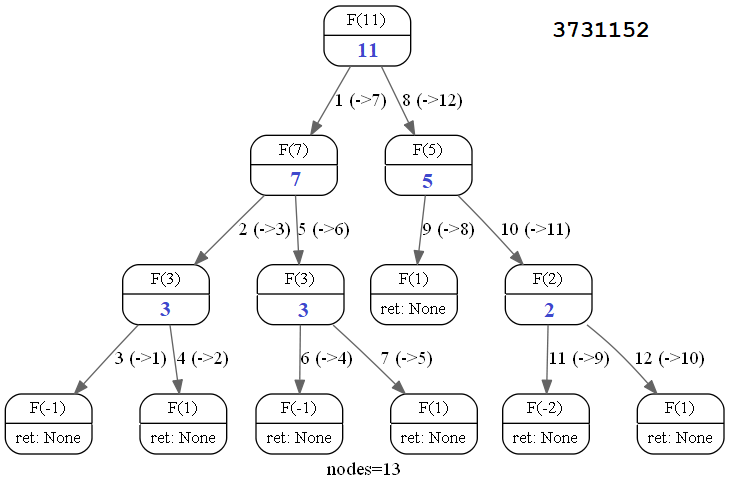 F(11)
11
3731152
1 (->7)
8 (->12)
F(7)
7
F(5)
5
2 (->3)
5 (->6)
9 (->8)
10 (->11)
F(3)
3
F(3)
3
F(1)
ret: None
F(2)
2
3 (->1)
4 (->2)
6 (->4)
7 (->5)
11 (->9)
12 (->10)
F(-1)
ret: None
F(1)
ret: None
F(-1)
ret: None
F(1)
ret: None
F(-2)
ret: None
F(1)
ret: None
nodes=13